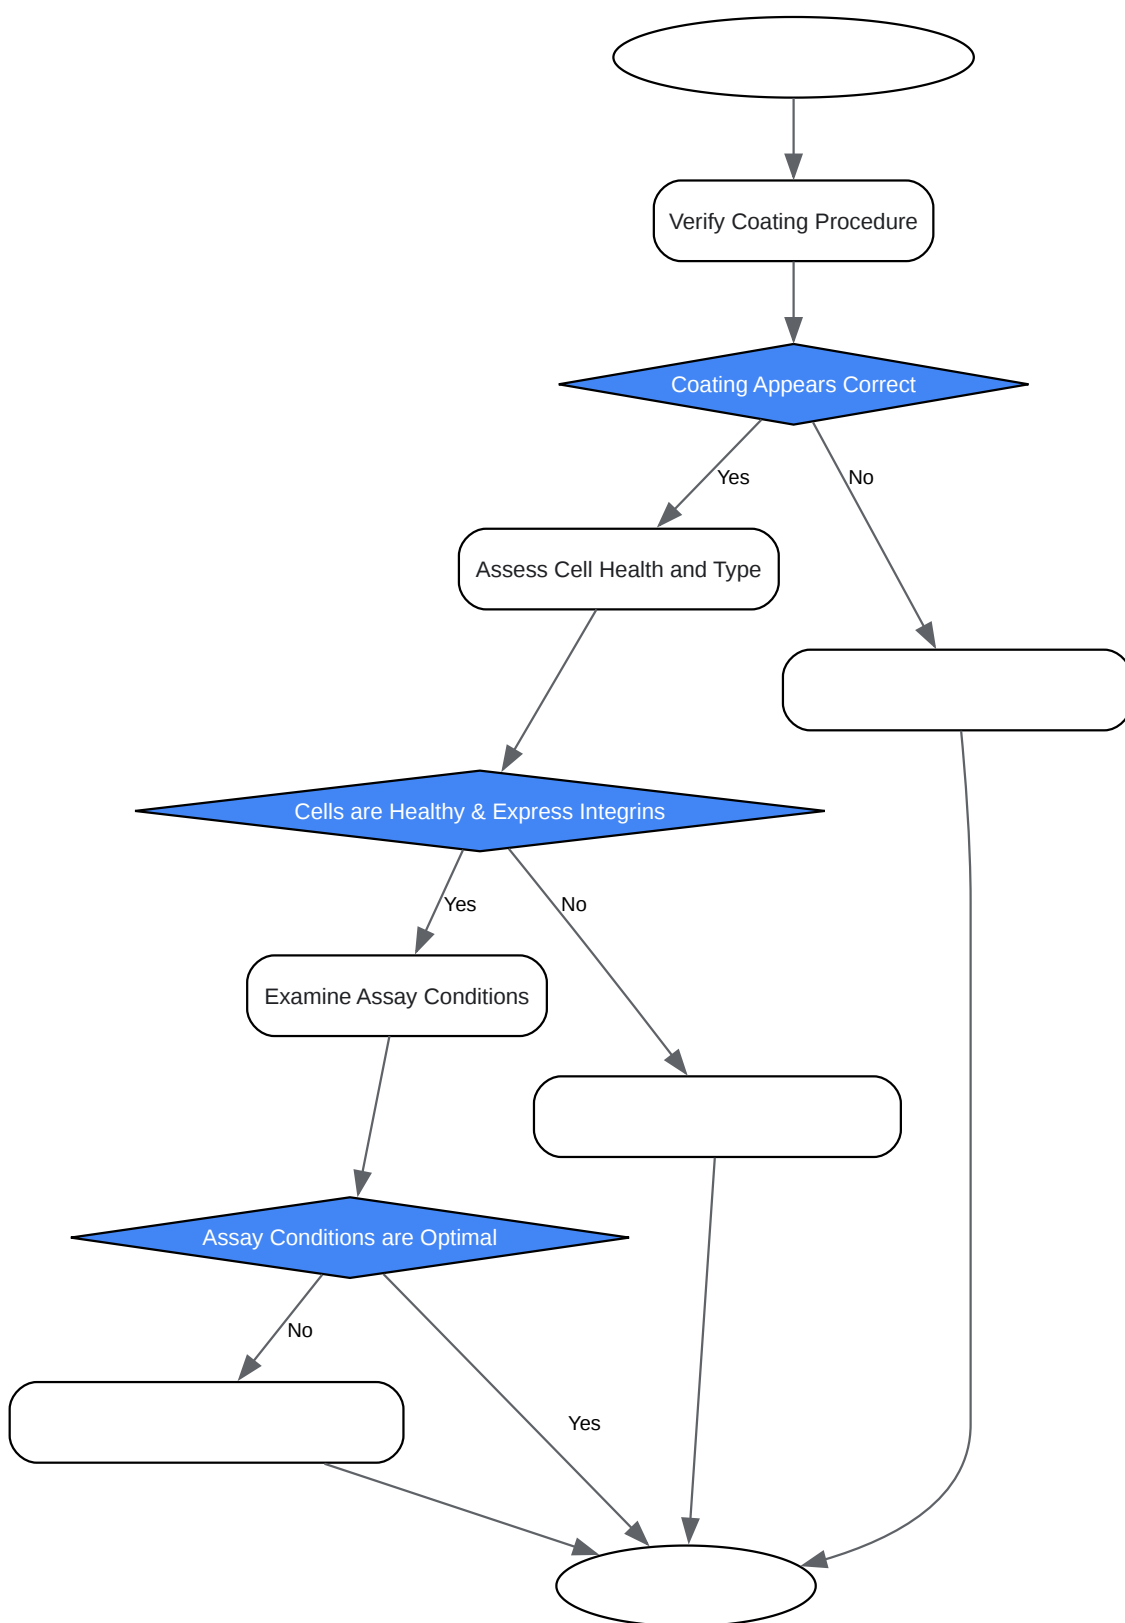 Verify Coating Procedure
Coating Appears Correct
Yes
No
Assess Cell Health and Type
Cells are Healthy & Express Integrins
Yes
No
Examine Assay Conditions
Assay Conditions are Optimal
No
Yes